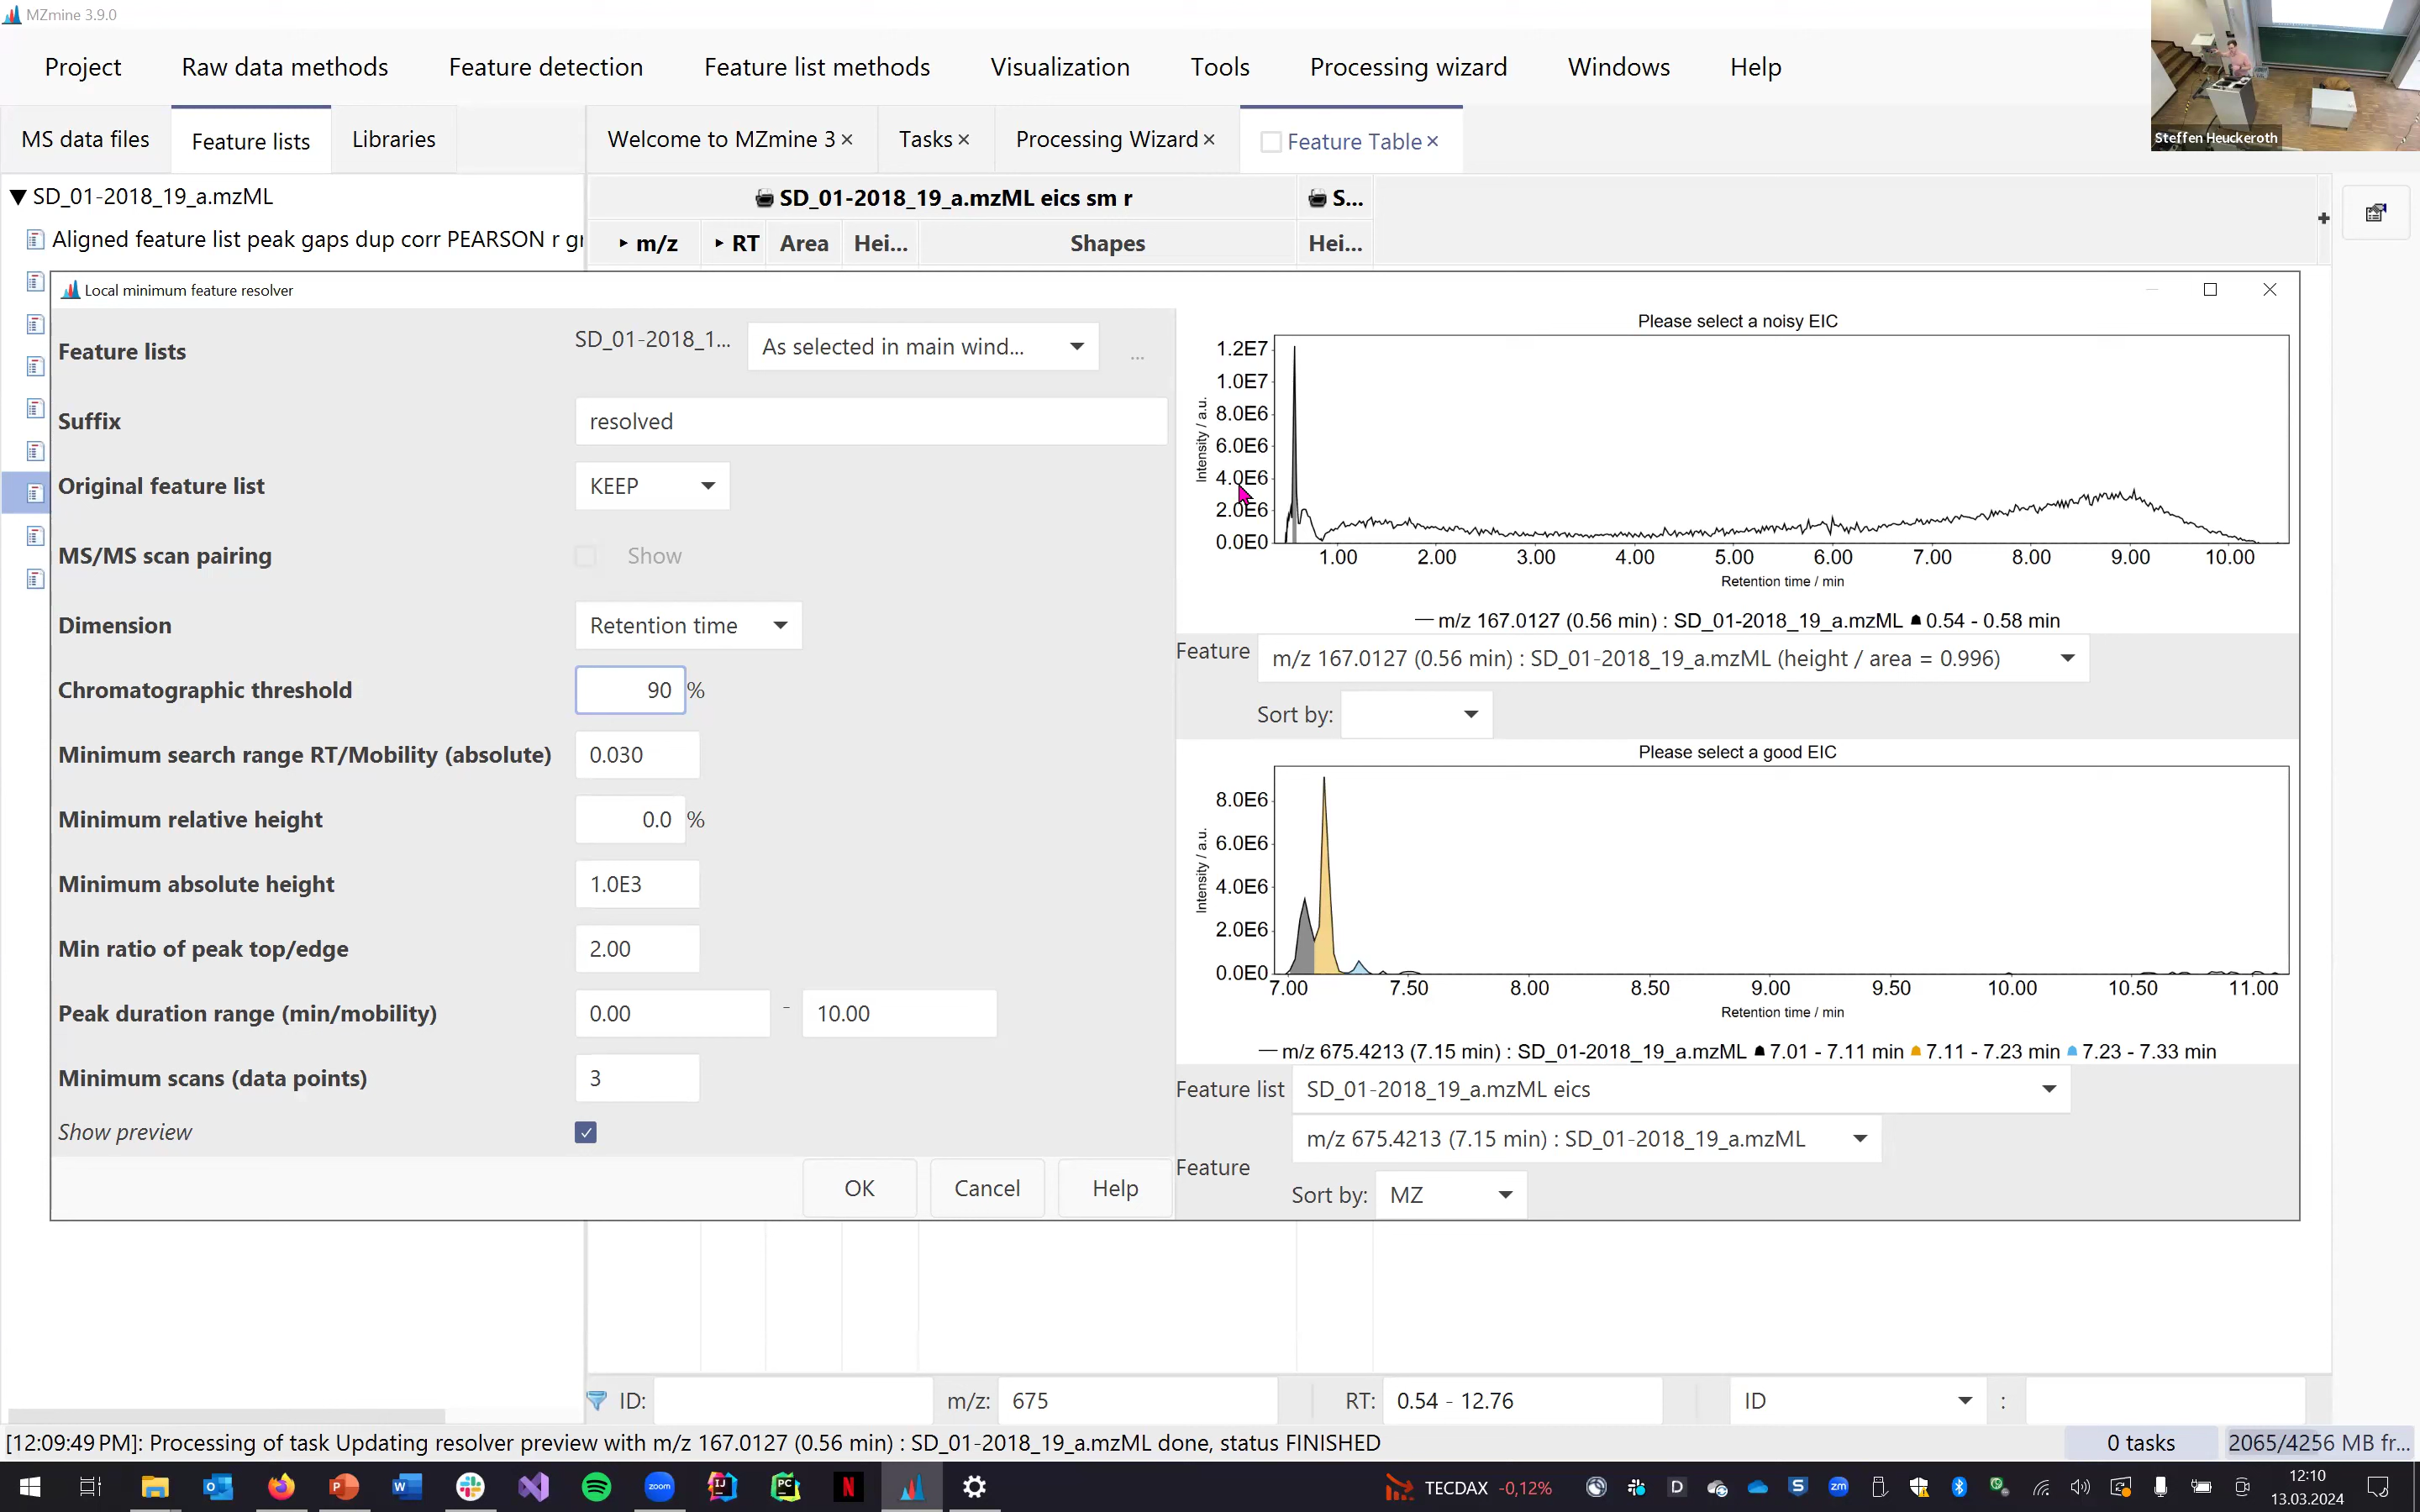 MZmine 3.9.0
Project Raw data methods Feature detection Feature list methods Visualization Tools Processing wizard Windows Help
Steffen Heuckeroth
MS data files Feature lists Libraries Welcome to MZmine 3 × Tasks × Processing Wizard × Feature Table ×
SD_01-2018_19_a.mzML
SD_01-2018_19_a.mzML eics sm r S...
Aligned feature list peak gaps dup corr PEARSON r gr
m/z RT Area Hei... Shapes Hei...
Local minimum feature resolver
Feature lists SD_01-2018_1... As selected in main wind... ...
Suffix resolved
Original feature list KEEP
MS/MS scan pairing Show
Dimension Retention time
Chromatographic threshold 90 %
Minimum search range RT/Mobility (absolute) 0.030
Minimum relative height 0.0 %
Minimum absolute height 1.0E3
Min ratio of peak top/edge 2.00
Peak duration range (min/mobility) 0.00 - 10.00
Minimum scans (data points) 3
Show preview
OK Cancel Help
Please select a noisy EIC
Intensity / a.u.
1.2E7
1.0E7
8.0E6
6.0E6
4.0E6
2.0E6
0.0E0
1.00 2.00 3.00 4.00 5.00 6.00 7.00 8.00 9.00 10.00
Retention time / min
m/z 167.0127 (0.56 min) : SD_01-2018_19_a.mzML 0.54 - 0.58 min
Feature m/z 167.0127 (0.56 min) : SD_01-2018_19_a.mzML (height / area = 0.996)
Sort by:
Please select a good EIC
Intensity / a.u.
8.0E6
6.0E6
4.0E6
2.0E6
0.0E0
7.00 7.50 8.00 8.50 9.00 9.50 10.00 10.50 11.00
Retention time / min
m/z 675.4213 (7.15 min) : SD_01-2018_19_a.mzML 7.01 - 7.11 min 7.11 - 7.23 min 7.23 - 7.33 min
Feature list SD_01-2018_19_a.mzML eics
m/z 675.4213 (7.15 min) : SD_01-2018_19_a.mzML
Feature
Sort by: MZ
ID: m/z: 675 RT: 0.54 - 12.76 ID :
[12:09:49 PM]: Processing of task Updating resolver preview with m/z 167.0127 (0.56 min) : SD_01-2018_19_a.mzML done, status FINISHED 0 tasks 2065/4256 MB fr...
TECDAX -0,12%
12:10
13.03.2024